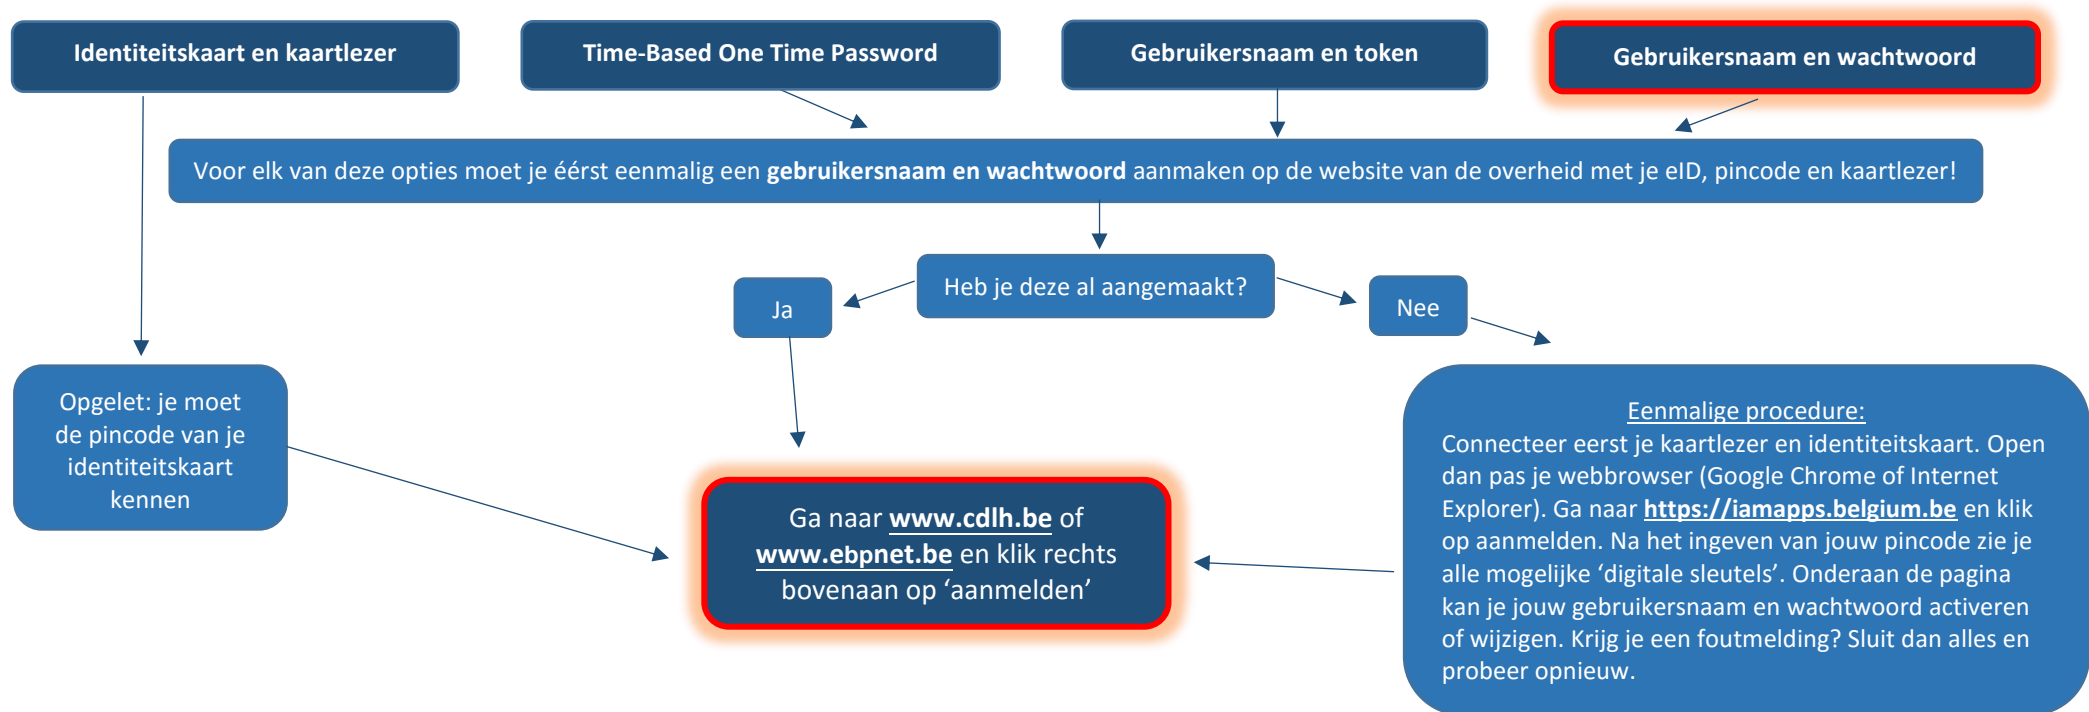 Identiteitskaart en kaartlezer
Time-Based One Time Password
Gebruikersnaam en token
Gebruikersnaam en wachtwoord
Voor elk van deze opties moet je éérst eenmalig een gebruikersnaam en wachtwoord aanmaken op de website van de overheid met je eID, pincode en kaartlezer!
Heb je deze al aangemaakt?
Ja
Nee
Opgelet: je moet
de pincode van je
identiteitskaart
kennen
Ga naar www.cdlh.be of
www.ebpnet.be en klik rechts
bovenaan op ‘aanmelden’
Eenmalige procedure:
Connecteer eerst je kaartlezer en identiteitskaart. Open
dan pas je webbrowser (Google Chrome of Internet
Explorer). Ga naar https://iamapps.belgium.be en klik
op aanmelden. Na het ingeven van jouw pincode zie je
alle mogelijke ‘digitale sleutels’. Onderaan de pagina
kan je jouw gebruikersnaam en wachtwoord activeren
of wijzigen. Krijg je een foutmelding? Sluit dan alles en
probeer opnieuw.